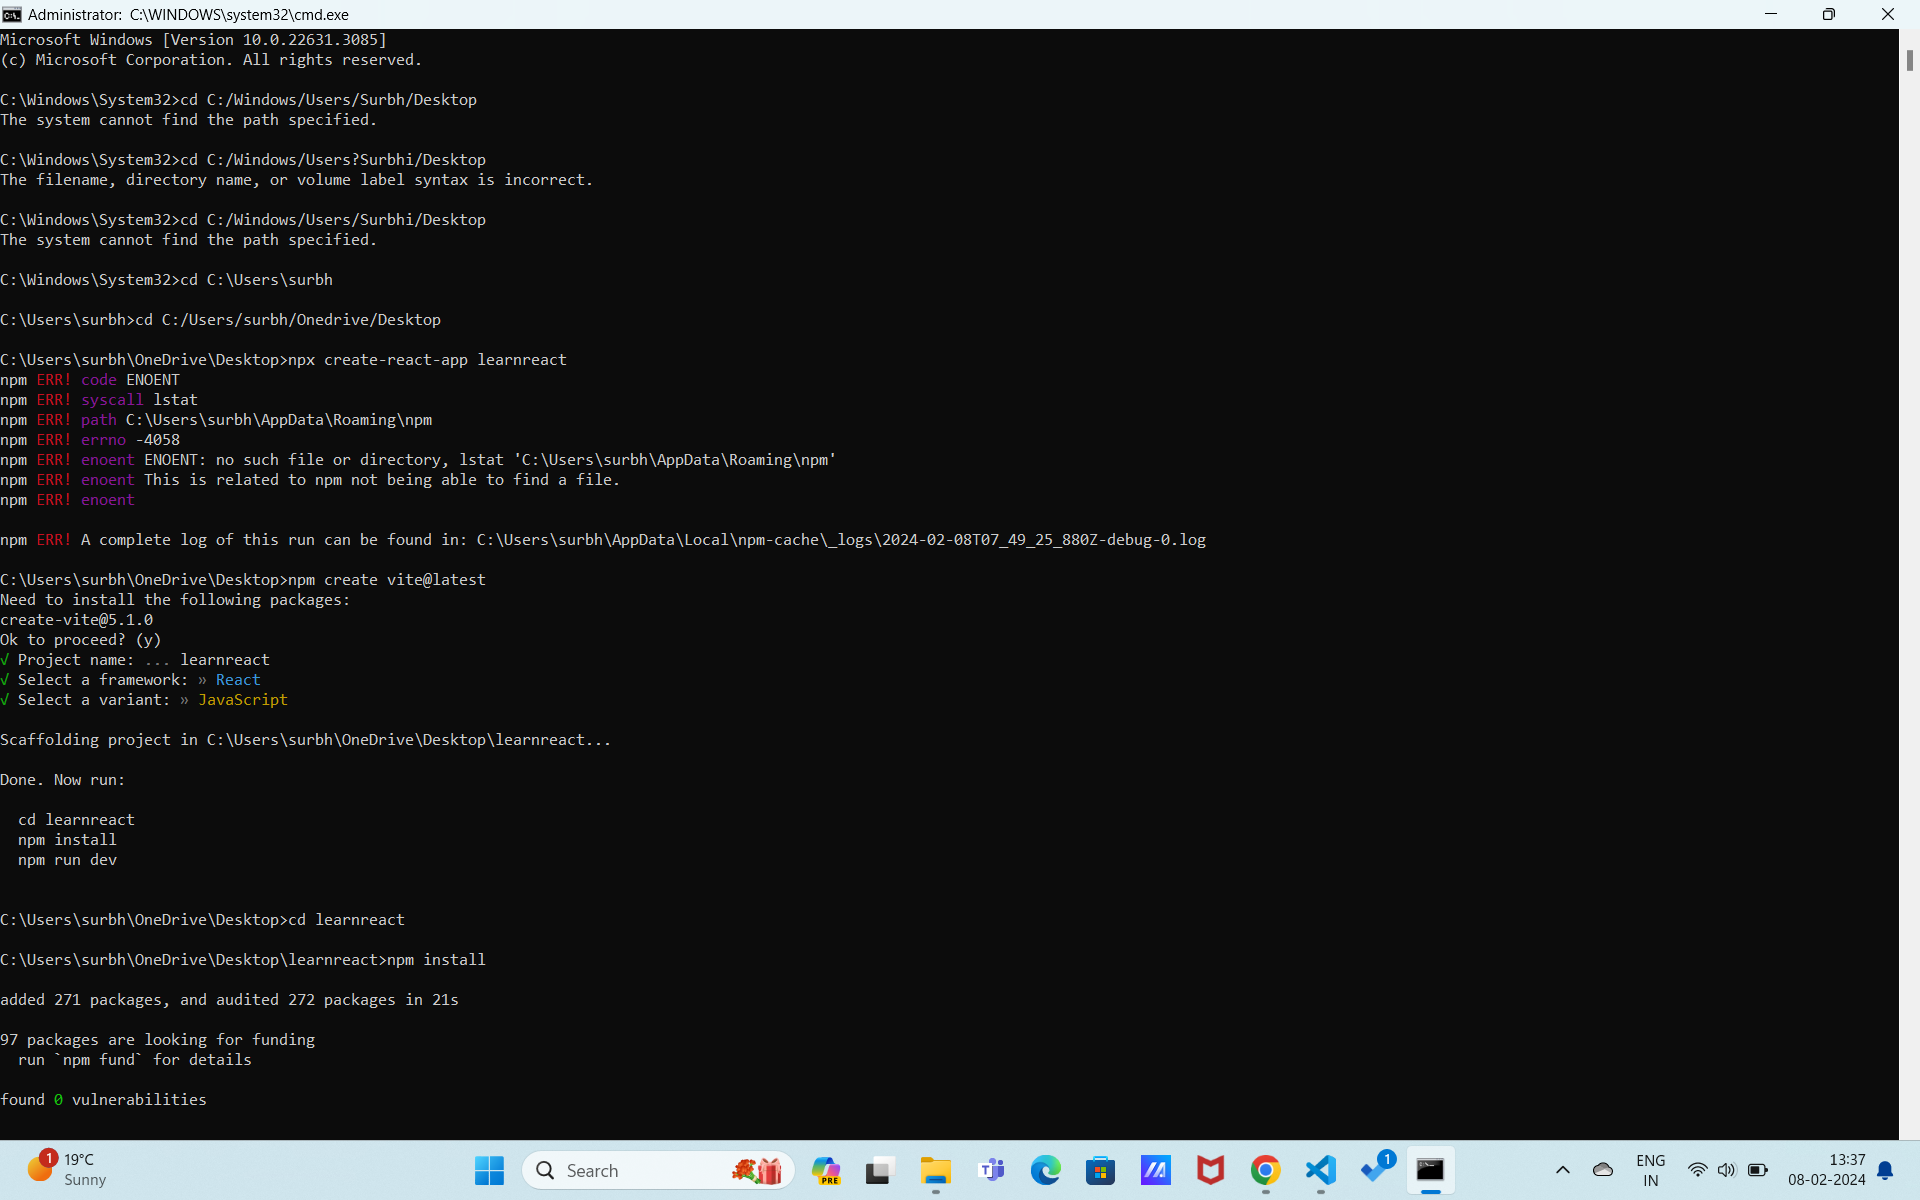 Administrator: C:\WINDOWS\system32\cmd.exe
Microsoft Windows [Version 10.0.22631.3085]
(c) Microsoft Corporation. All rights reserved.
C:\Windows\System32>cd C:/Windows/Users/Surbh/Desktop
The system cannot find the path specified.
C:\Windows\System32>cd C:/Windows/Users?Surbhi/Desktop
The filename, directory name, or volume label syntax is incorrect.
C:\Windows\System32>cd C:/Windows/Users/Surbhi/Desktop
The system cannot find the path specified.
C:\Windows\System32>cd C:\Users\surbh
C:\Users\surbh>cd C:/Users/surbh/Onedrive/Desktop
C:\Users\surbh\OneDrive\Desktop>npx create-react-app learnreact
npm ERR! code ENOENT
npm ERR! syscall lstat
npm ERR! path C:\Users\surbh\AppData\Roaming\npm
npm ERR! errno -4058
npm ERR! enoent ENOENT: no such file or directory, lstat 'C:\Users\surbh\AppData\Roaming\npm'
npm ERR! enoent This is related to npm not being able to find a file.
npm ERR! enoent
npm ERR! A complete log of this run can be found in: C:\Users\surbh\AppData\Local\npm-cache\_logs\2024-02-08T07_49_25_880Z-debug-0.log
C:\Users\surbh\OneDrive\Desktop>npm create vite@latest
Need to install the following packages:
create-vite@5.1.0
Ok to proceed? (y)
√ Project name: ... learnreact
√ Select a framework: » React
√ Select a variant: » JavaScript
Scaffolding project in C:\Users\surbh\OneDrive\Desktop\learnreact...
Done. Now run:
cd learnreact
npm install
npm run dev
C:\Users\surbh\OneDrive\Desktop>cd learnreact
C:\Users\surbh\OneDrive\Desktop\learnreact>npm install
added 271 packages, and audited 272 packages in 21s
97 packages are looking for funding
run `npm fund` for details
found 0 vulnerabilities
1
19°C
Sunny
Search
PRE
1
ENG
IN
13:37
08-02-2024